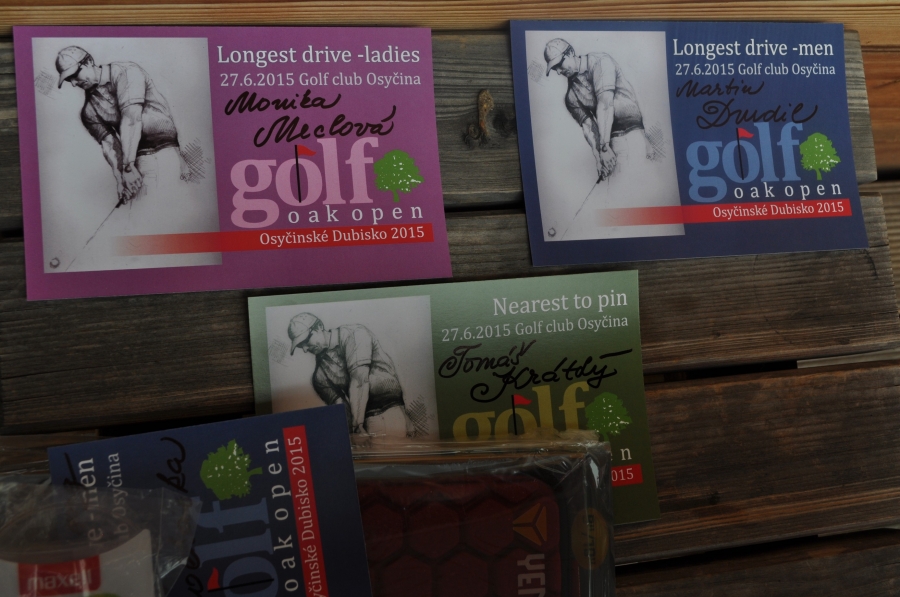 Longest drive -ladies
27.6.2015 Golf club Osyčina
Monika
Meclová
golf
oak open
Osyčinské Dubisko 2015
Longest drive -men
27.6.2015 Golf club Osyčina
Martin
golf
oak open
Osyčinské Dubisko 2015
Nearest to pin
27.6.2015 Golf club Osyčina
Tomáš
Krátký
golf
2015
golf
oak open
Dubisko 2015
maxell